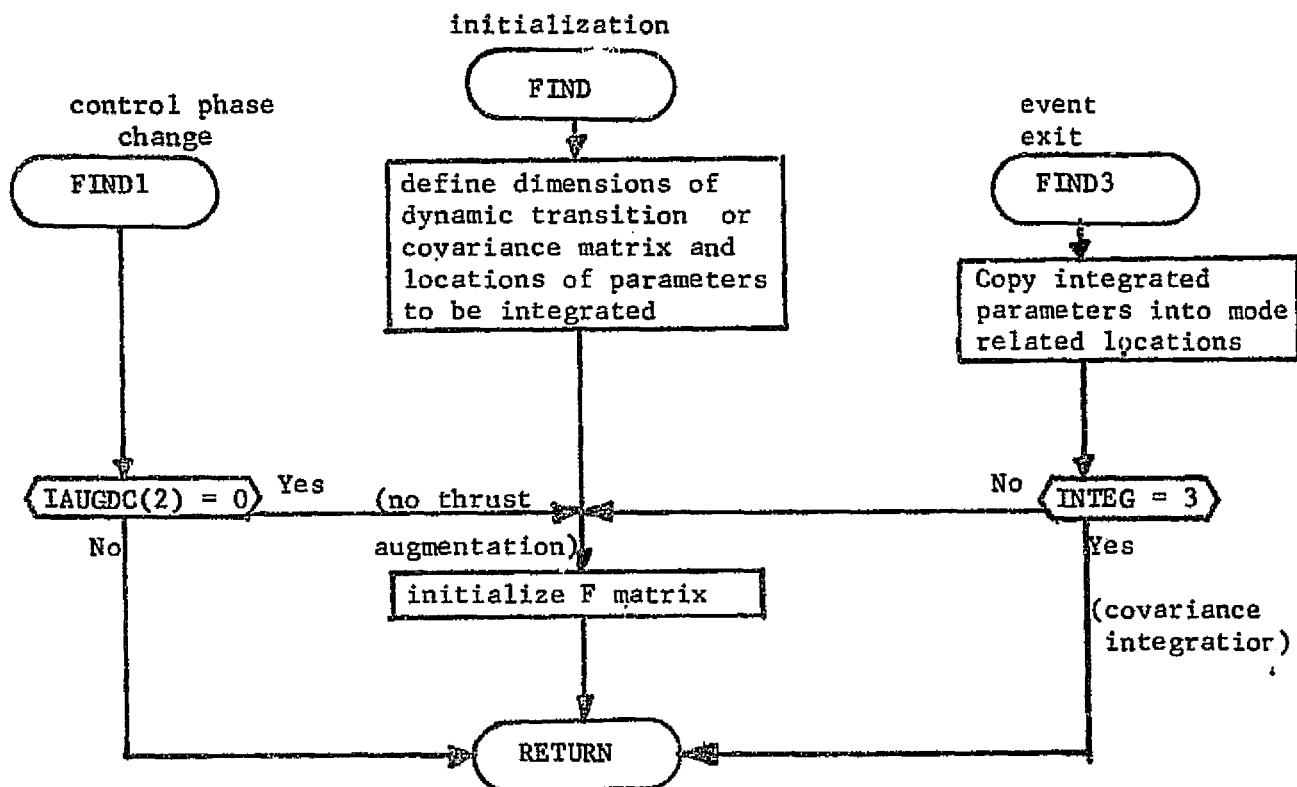 initialization
FIND
control phase
change
FIND1
event
exit
FIND3
define dimensions of
dynamic transition or
covariance matrix and
locations of parameters
to be integrated
Copy integrated
parameters into mode
related locations
IAUGDC(2) = 0
Yes
No
(no thrust
augmentation)
No
INTEG = 3
Yes
(covariance
integration)
initialize F matrix
RETURN